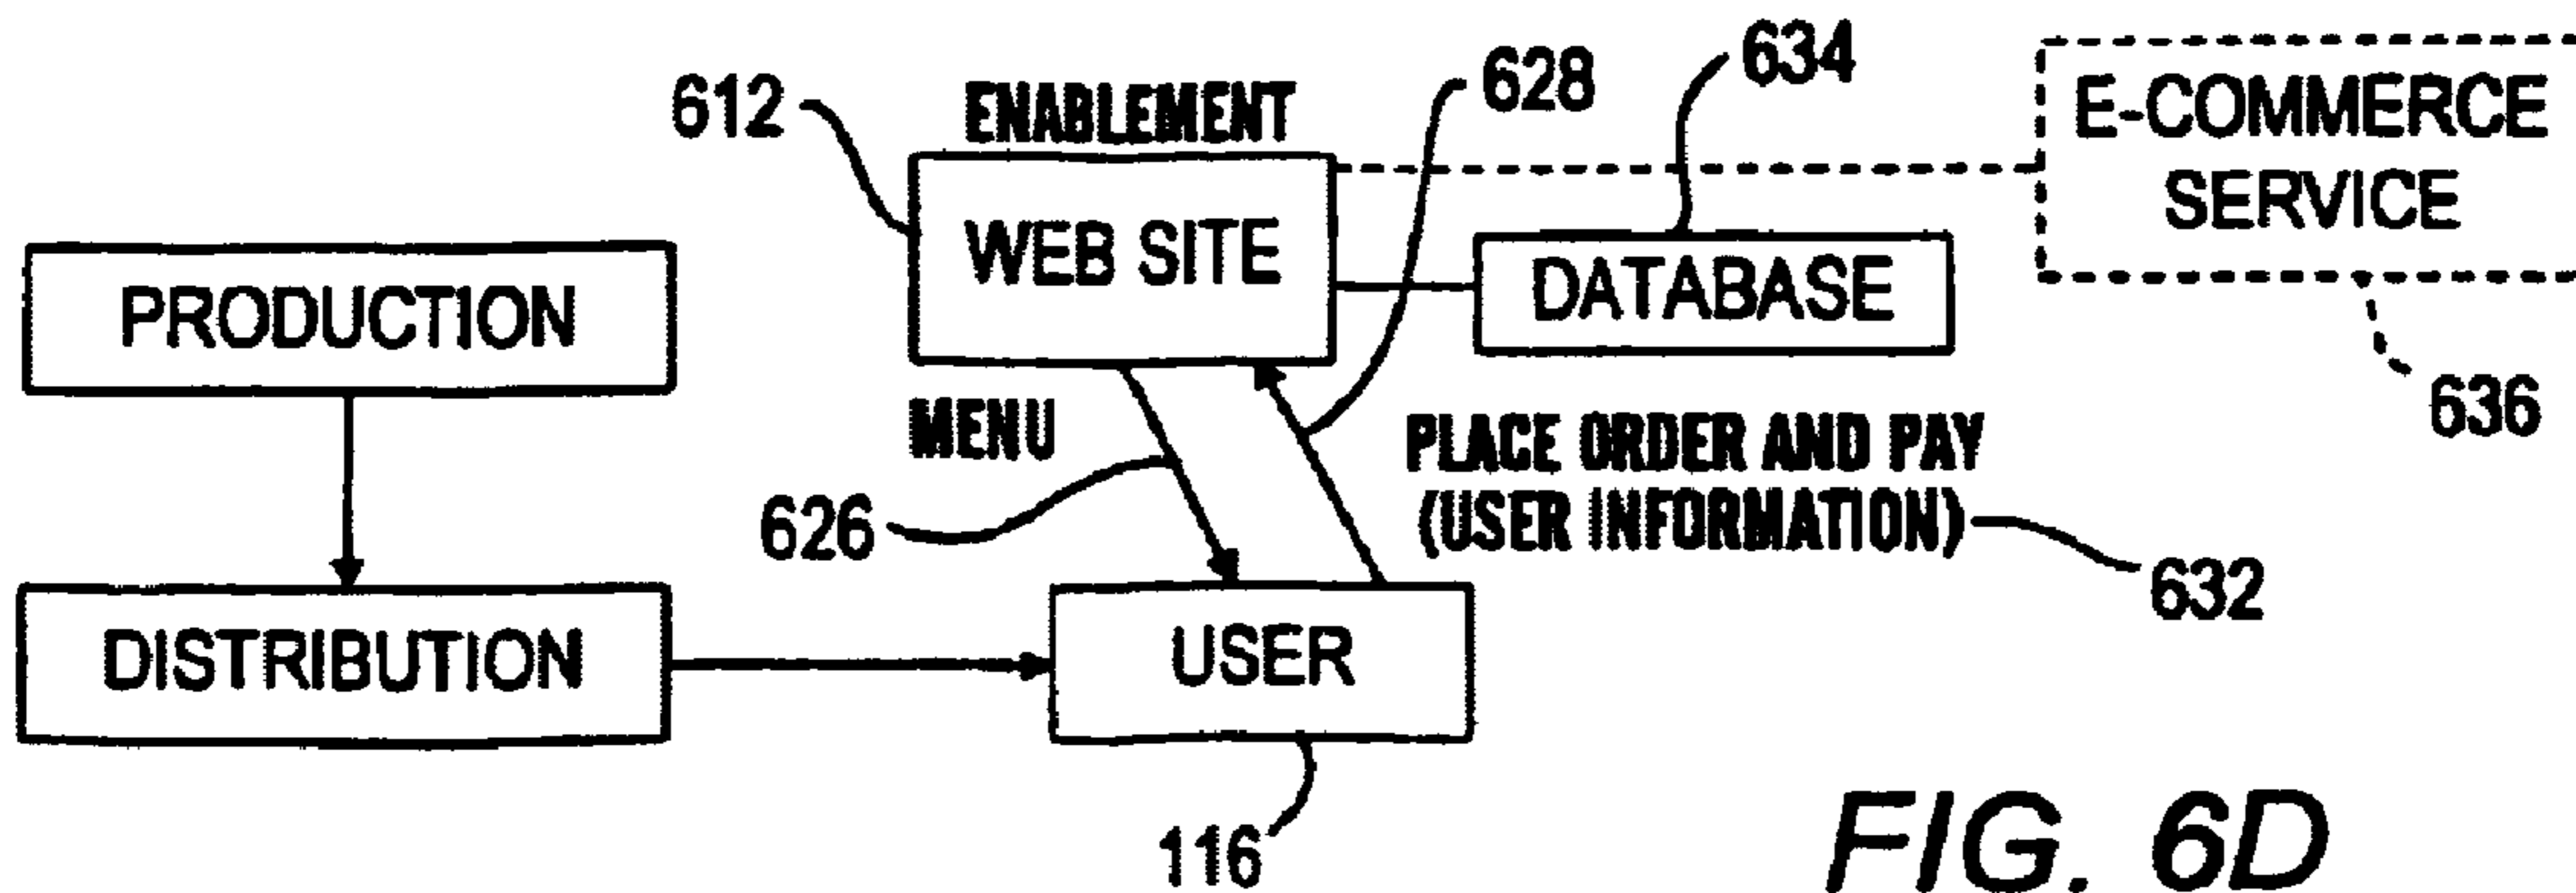 634
628
612
ENABLEMENT
E-COMMERCE
SERVICE
WEB SITE
DATABASE
PRODUCTION
636
MENU
PLACE ORDER AND PAY
(USER INFORMATION)
626
632
DISTRIBUTION
USER
116
FIG. 6D